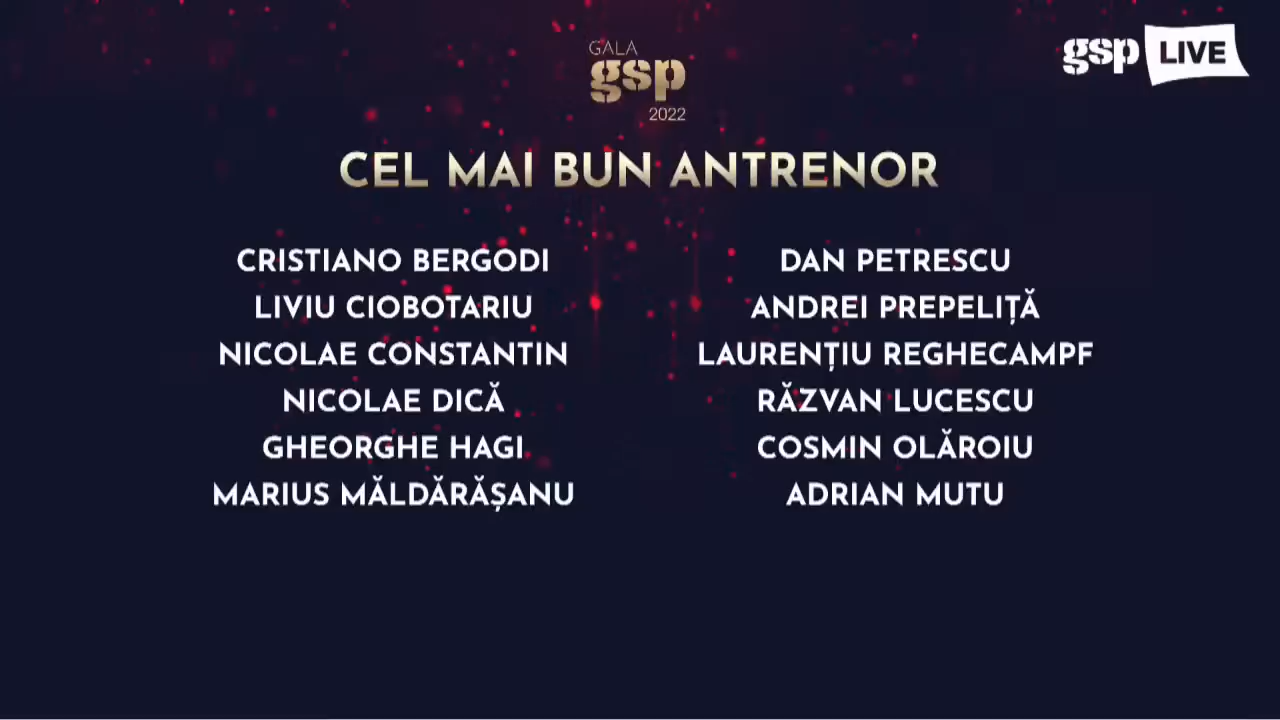 GALA
gsp
2022
gsp LIVE
CEL MAI BUN ANTRENOR
CRISTIANO BERGODI
LIVIU CIOBOTARIU
NICOLAE CONSTANTIN
NICOLAE DICĂ
GHEORGHE HAGI
MARIUS MĂLDĂRĂȘANU
DAN PETRESCU
ANDREI PREPELIȚĂ
LAURENȚIU REGHECAMPF
RĂZVAN LUCESCU
COSMIN OLĂROIU
ADRIAN MUTU